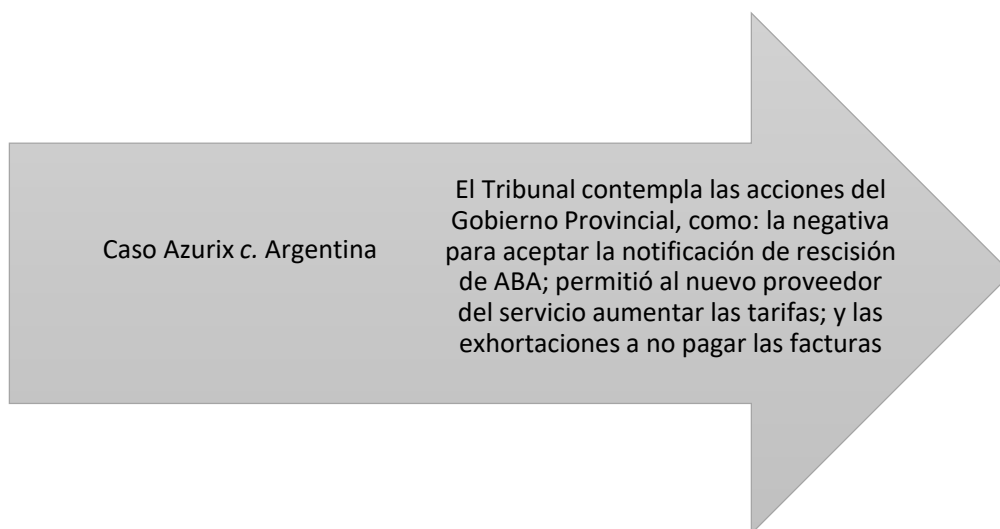 Caso Azurix c. Argentina
El Tribunal contempla las acciones del
Gobierno Provincial, como: la negativa
para aceptar la notificación de rescisión
de ABA; permitió al nuevo proveedor
del servicio aumentar las tarifas; y las
exhortaciones a no pagar las facturas